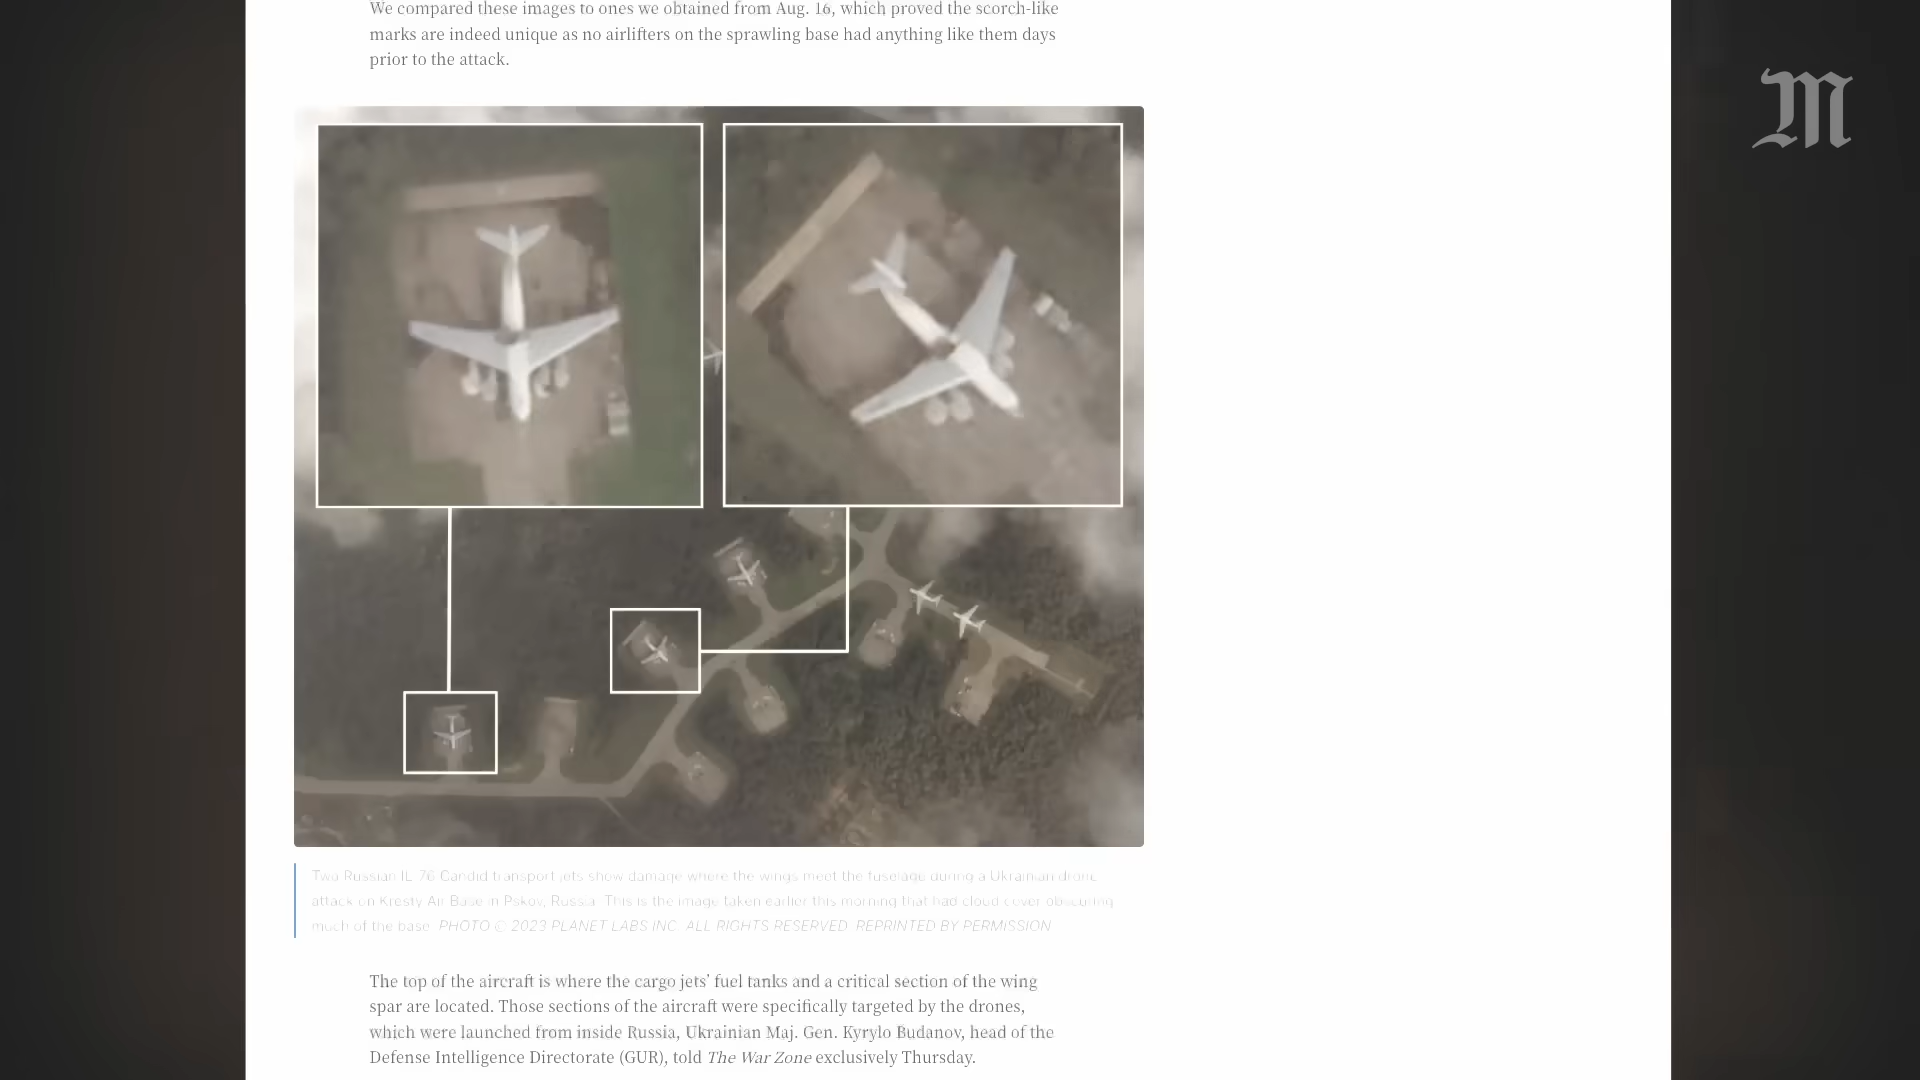 We compared these images to ones we obtained from Aug. 16, which proved the scorch-like
marks are indeed unique as no airlifters on the sprawling base had anything like them days
prior to the attack.
M
Two Russian IL-76 Candid transport jets show damage where the wings meet the fuselage during a Ukrainian drone
attack on Kresty Air Base in Pskov, Russia. This is the image taken earlier this morning that had cloud cover obscuring
much of the base. PHOTO © 2023 PLANET LABS INC. ALL RIGHTS RESERVED. REPRINTED BY PERMISSION
The top of the aircraft is where the cargo jets' fuel tanks and a critical section of the wing
spar are located. Those sections of the aircraft were specifically targeted by the drones,
which were launched from inside Russia, Ukrainian Maj. Gen. Kyrylo Budanov, head of the
Defense Intelligence Directorate (GUR), told The War Zone exclusively Thursday.